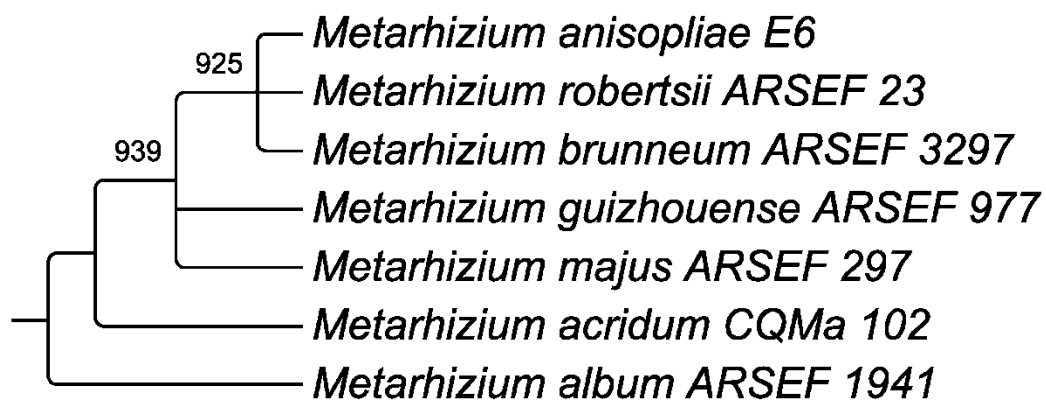 Metarhizium anisopliae E6
925
Metarhizium robertsii ARSEF 23
939
Metarhizium brunneum ARSEF 3297
Metarhizium guizhouense ARSEF 977
Metarhizium majus ARSEF 297
Metarhizium acridum CQMa 102
Metarhizium album ARSEF 1941